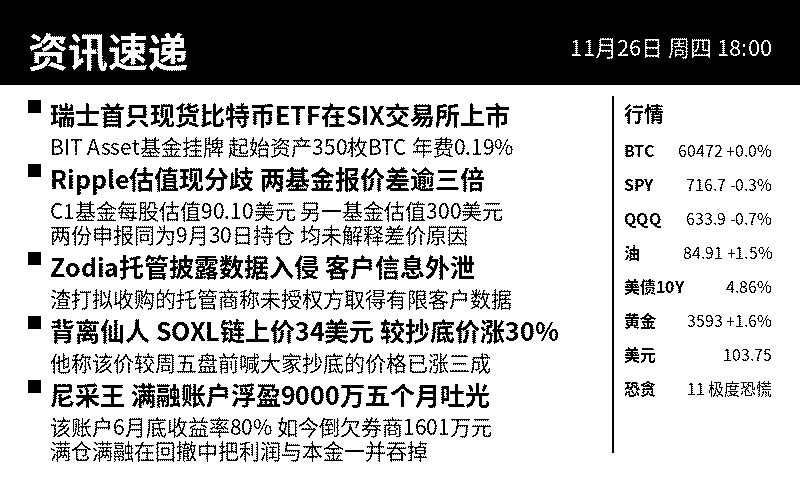 资讯速递
11月26日 周四 18:00
瑞士首只现货比特币ETF在SIX交易所上市
BIT Asset基金挂牌 起始资产350枚BTC 年费0.19%
Ripple估值现分歧 两基金报价差逾三倍
C1基金每股估值90.10美元 另一基金估值300美元
两份申报同为9月30日持仓 均未解释差价原因
Zodia托管披露数据入侵 客户信息外泄
渣打拟收购的托管商称未授权方取得有限客户数据
背离仙人 SOXL链上价34美元 较抄底价涨30%
他称该价较周五盘前喊大家抄底的价格已涨三成
尼采王 满融账户浮盈9000万五个月吐光
该账户6月底收益率80% 如今倒欠券商1601万元
满仓满融在回撤中把利润与本金一并吞掉
行情
BTC 60472 +0.0%
SPY 716.7 -0.3%
QQQ 633.9 -0.7%
油 84.91 +1.5%
美债10Y 4.86%
黄金 3593 +1.6%
美元 103.75
恐贪 11 极度恐慌